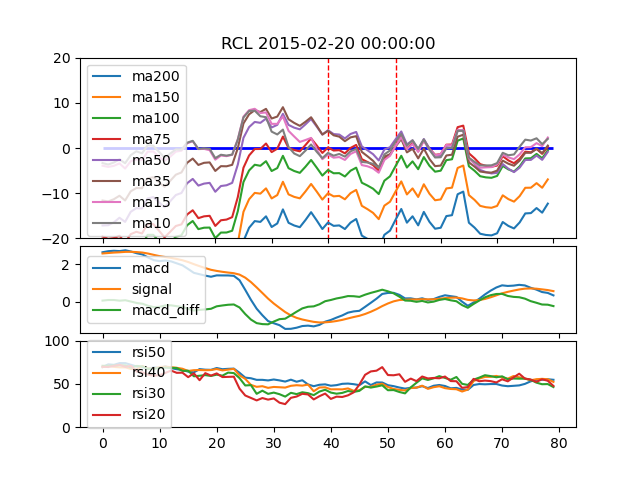 RCL 2015-02-20 00:00:00
20
10
0
−10
−20
ma200
ma150
ma100
ma75
ma50
ma35
ma15
ma10
2
0
macd
signal
macd_diff
100
50
0
rsi50
rsi40
rsi30
rsi20
0 10 20 30 40 50 60 70 80